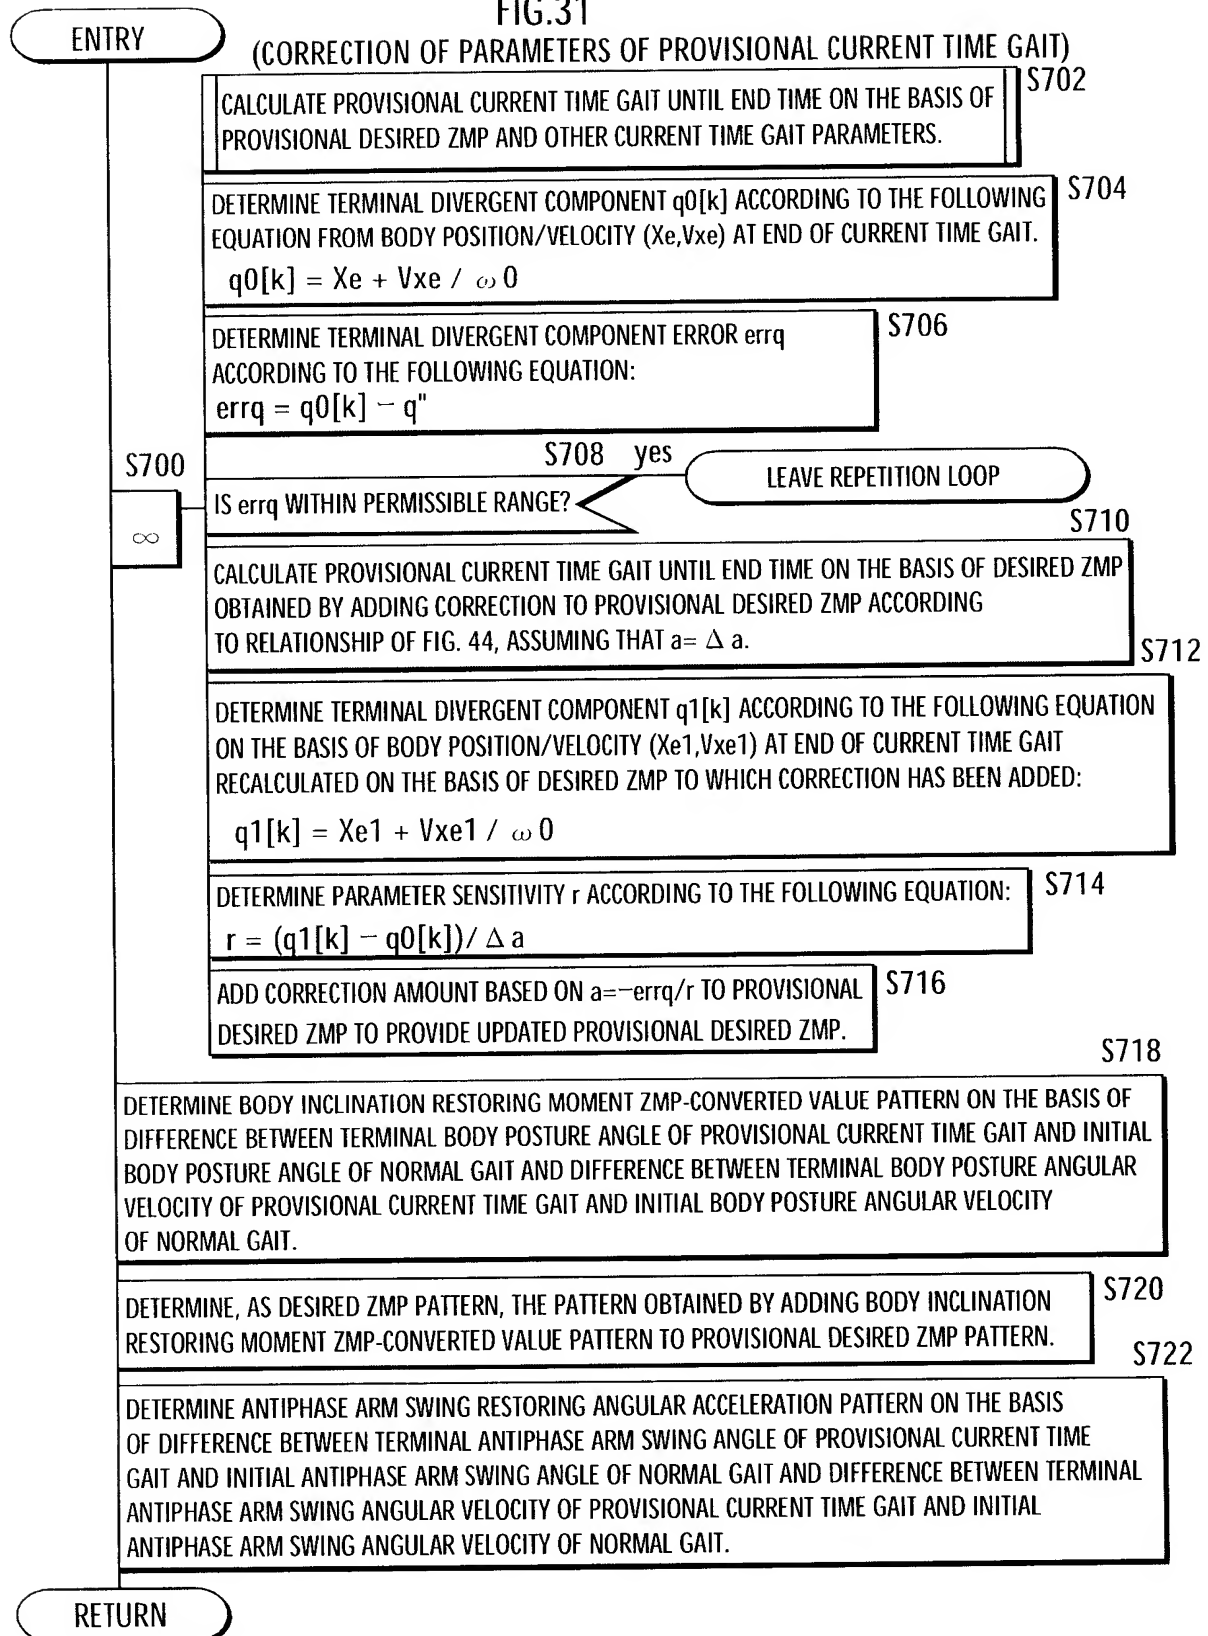 FIG.31
ENTRY
(CORRECTION OF PARAMETERS OF PROVISIONAL CURRENT TIME GAIT)
S702
CALCULATE PROVISIONAL CURRENT TIME GAIT UNTIL END TIME ON THE BASIS OF
PROVISIONAL DESIRED ZMP AND OTHER CURRENT TIME GAIT PARAMETERS.
S704
DETERMINE TERMINAL DIVERGENT COMPONENT q0[k] ACCORDING TO THE FOLLOWING
EQUATION FROM BODY POSITION/VELOCITY (Xe,Vxe) AT END OF CURRENT TIME GAIT.
q0[k] = Xe + Vxe / ω0
S706
DETERMINE TERMINAL DIVERGENT COMPONENT ERROR errq
ACCORDING TO THE FOLLOWING EQUATION:
errq = q0[k] − q"
S700
∞
S708 yes
IS errq WITHIN PERMISSIBLE RANGE?
LEAVE REPETITION LOOP
S710
CALCULATE PROVISIONAL CURRENT TIME GAIT UNTIL END TIME ON THE BASIS OF DESIRED ZMP
OBTAINED BY ADDING CORRECTION TO PROVISIONAL DESIRED ZMP ACCORDING
TO RELATIONSHIP OF FIG. 44, ASSUMING THAT a= Δ a.
S712
DETERMINE TERMINAL DIVERGENT COMPONENT q1[k] ACCORDING TO THE FOLLOWING EQUATION
ON THE BASIS OF BODY POSITION/VELOCITY (Xe1,Vxe1) AT END OF CURRENT TIME GAIT
RECALCULATED ON THE BASIS OF DESIRED ZMP TO WHICH CORRECTION HAS BEEN ADDED:
q1[k] = Xe1 + Vxe1 / ω0
S714
DETERMINE PARAMETER SENSITIVITY r ACCORDING TO THE FOLLOWING EQUATION:
r = (q1[k] − q0[k])/ Δ a
S716
ADD CORRECTION AMOUNT BASED ON a=−errq/r TO PROVISIONAL
DESIRED ZMP TO PROVIDE UPDATED PROVISIONAL DESIRED ZMP.
S718
DETERMINE BODY INCLINATION RESTORING MOMENT ZMP-CONVERTED VALUE PATTERN ON THE BASIS OF
DIFFERENCE BETWEEN TERMINAL BODY POSTURE ANGLE OF PROVISIONAL CURRENT TIME GAIT AND INITIAL
BODY POSTURE ANGLE OF NORMAL GAIT AND DIFFERENCE BETWEEN TERMINAL BODY POSTURE ANGULAR
VELOCITY OF PROVISIONAL CURRENT TIME GAIT AND INITIAL BODY POSTURE ANGULAR VELOCITY
OF NORMAL GAIT.
S720
DETERMINE, AS DESIRED ZMP PATTERN, THE PATTERN OBTAINED BY ADDING BODY INCLINATION
RESTORING MOMENT ZMP-CONVERTED VALUE PATTERN TO PROVISIONAL DESIRED ZMP PATTERN.
S722
DETERMINE ANTIPHASE ARM SWING RESTORING ANGULAR ACCELERATION PATTERN ON THE BASIS
OF DIFFERENCE BETWEEN TERMINAL ANTIPHASE ARM SWING ANGLE OF PROVISIONAL CURRENT TIME
GAIT AND INITIAL ANTIPHASE ARM SWING ANGLE OF NORMAL GAIT AND DIFFERENCE BETWEEN TERMINAL
ANTIPHASE ARM SWING ANGULAR VELOCITY OF PROVISIONAL CURRENT TIME GAIT AND INITIAL
ANTIPHASE ARM SWING ANGULAR VELOCITY OF NORMAL GAIT.
RETURN